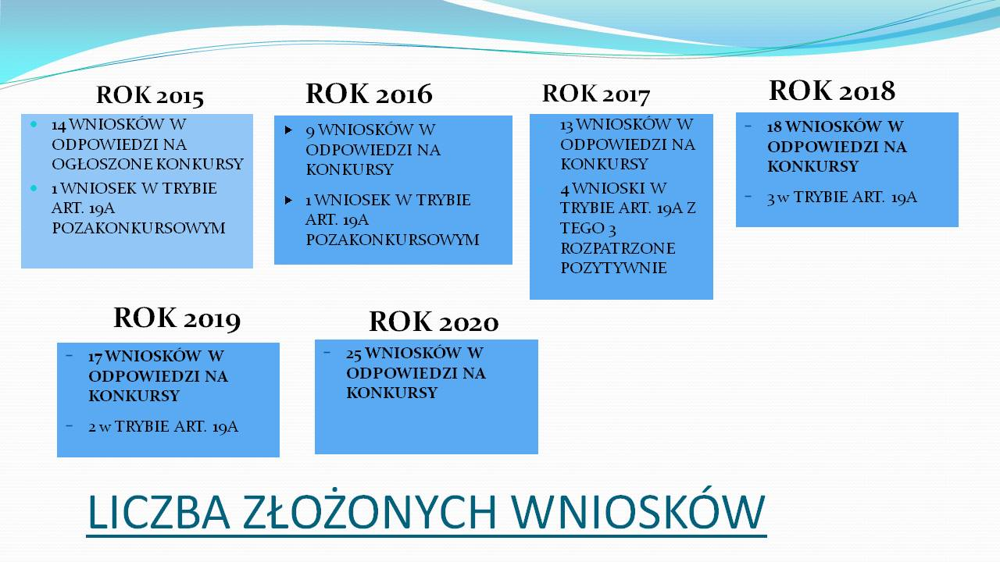 ROK 2015
14 WNIOSKÓW W
ODPOWIEDZI NA
OGŁOSZONE KONKURSY
1 WNIOSEK W TRYBIE
ART. 19A
POZAKONKURSOWYM
ROK 2016
9 WNIOSKÓW W
ODPOWIEDZI NA
KONKURSY
1 WNIOSEK W TRYBIE
ART. 19A
POZAKONKURSOWYM
ROK 2017
13 WNIOSKÓW W
ODPOWIEDZI NA
KONKURSY
4 WNIOSKI W
TRYBIE ART. 19A Z
TEGO 3
ROZPATRZONE
POZYTYWNIE
ROK 2018
- 18 WNIOSKÓW W
ODPOWIEDZI NA
KONKURSY
- 3 w TRYBIE ART. 19A
ROK 2019
- 17 WNIOSKÓW W
ODPOWIEDZI NA
KONKURSY
- 2 w TRYBIE ART. 19A
ROK 2020
- 25 WNIOSKÓW W
ODPOWIEDZI NA
KONKURSY
LICZBA ZŁOŻONYCH WNIOSKÓW